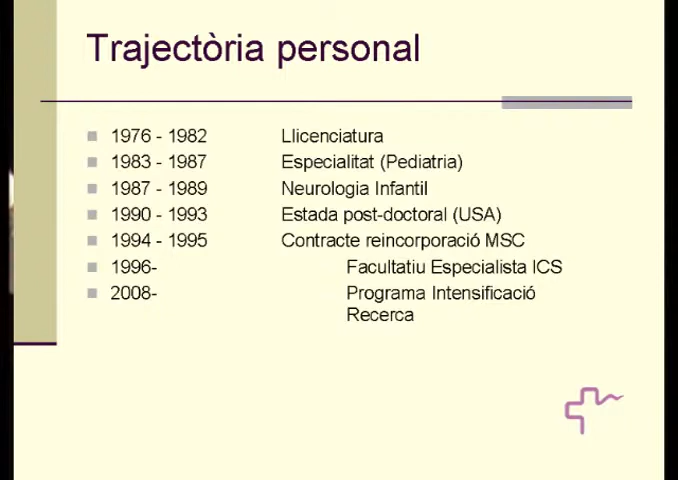 Trajectòria personal
1976 - 1982 Llicenciatura
1983 - 1987 Especialitat (Pediatria)
1987 - 1989 Neurologia Infantil
1990 - 1993 Estada post-doctoral (USA)
1994 - 1995 Contracte reincorporació MSC
1996- Facultatiu Especialista ICS
2008- Programa Intensificació
Recerca